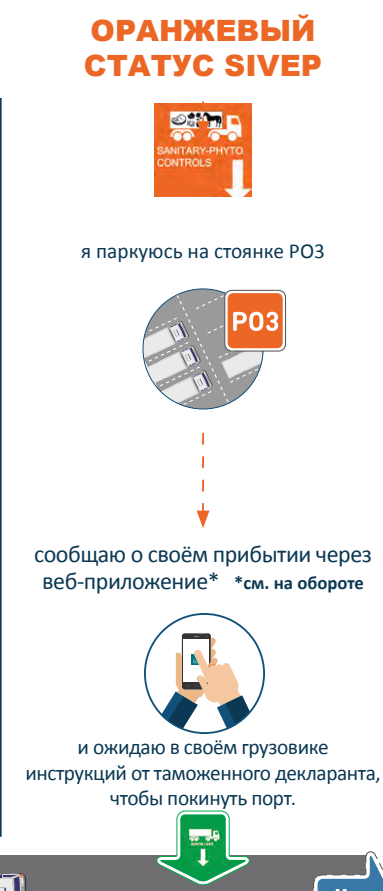 ОРАНЖЕВЫЙ
СТАТУС SIVEP
SANITARY-PHYTO
CONTROLS
я паркуюсь на стоянке РО3
P03
сообщаю о своём прибытии через
веб-приложение* *см. на обороте
и ожидаю в своём грузовике
инструкций от таможенного декларанта,
чтобы покинуть порт.